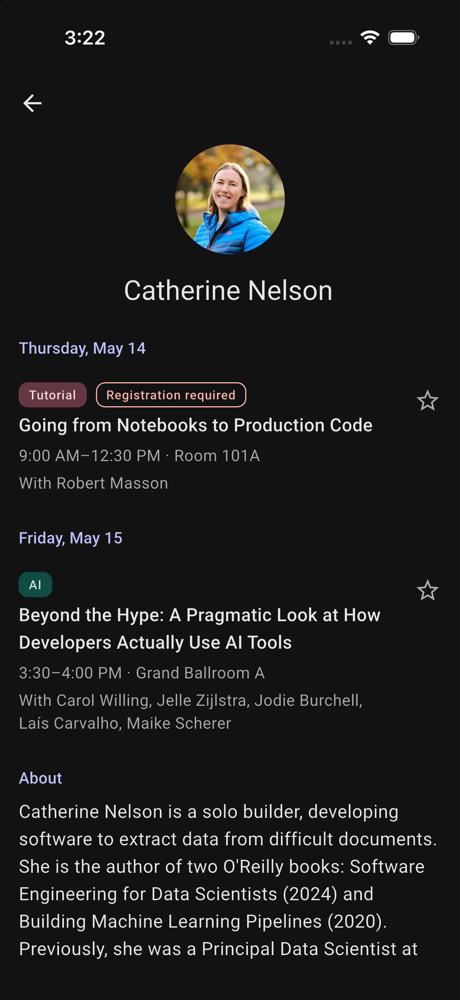 3:22
Catherine Nelson
Thursday, May 14
Tutorial
Registration required
Going from Notebooks to Production Code
9:00 AM–12:30 PM · Room 101A
With Robert Masson
Friday, May 15
AI
Beyond the Hype: A Pragmatic Look at How
Developers Actually Use AI Tools
3:30–4:00 PM · Grand Ballroom A
With Carol Willing, Jelle Zijlstra, Jodie Burchell,
Laís Carvalho, Maike Scherer
About
Catherine Nelson is a solo builder, developing
software to extract data from difficult documents.
She is the author of two O'Reilly books: Software
Engineering for Data Scientists (2024) and
Building Machine Learning Pipelines (2020).
Previously, she was a Principal Data Scientist at